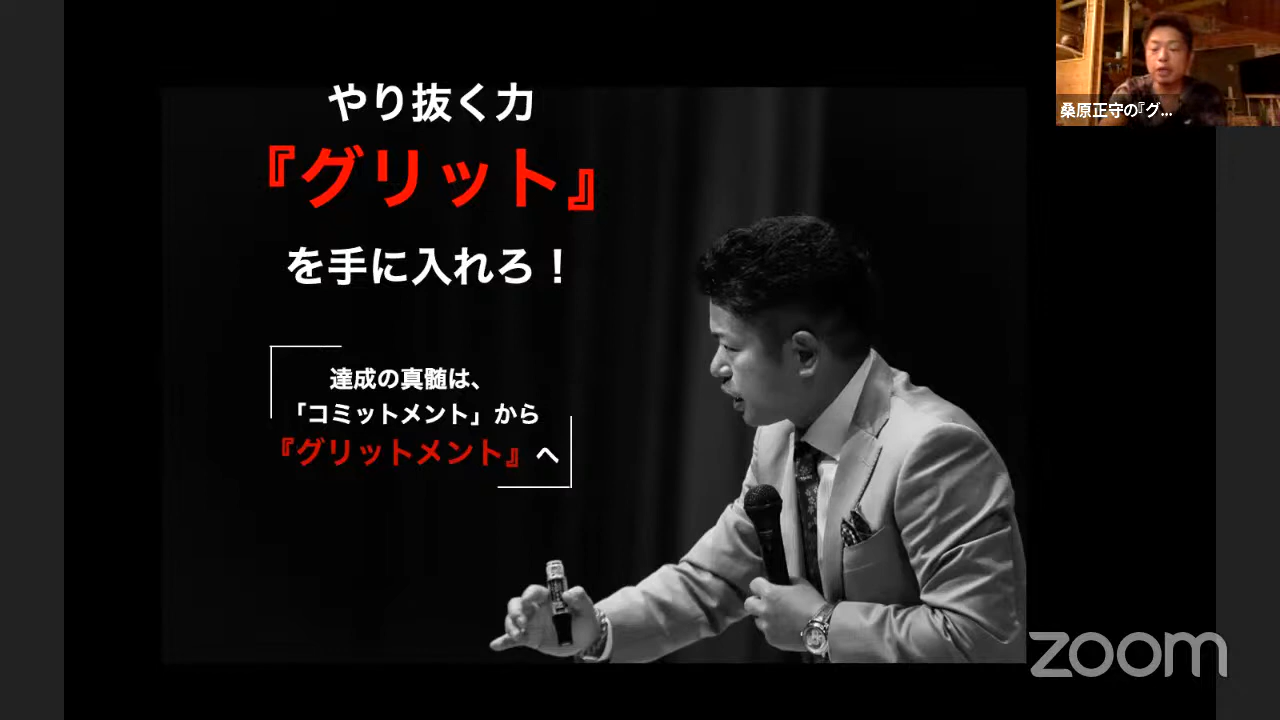 やり抜く力
『グリット』
を手に入れろ！
達成の真髄は、
「コミットメント」から
『グリットメント』へ
桑原正守の『グ...
zoom